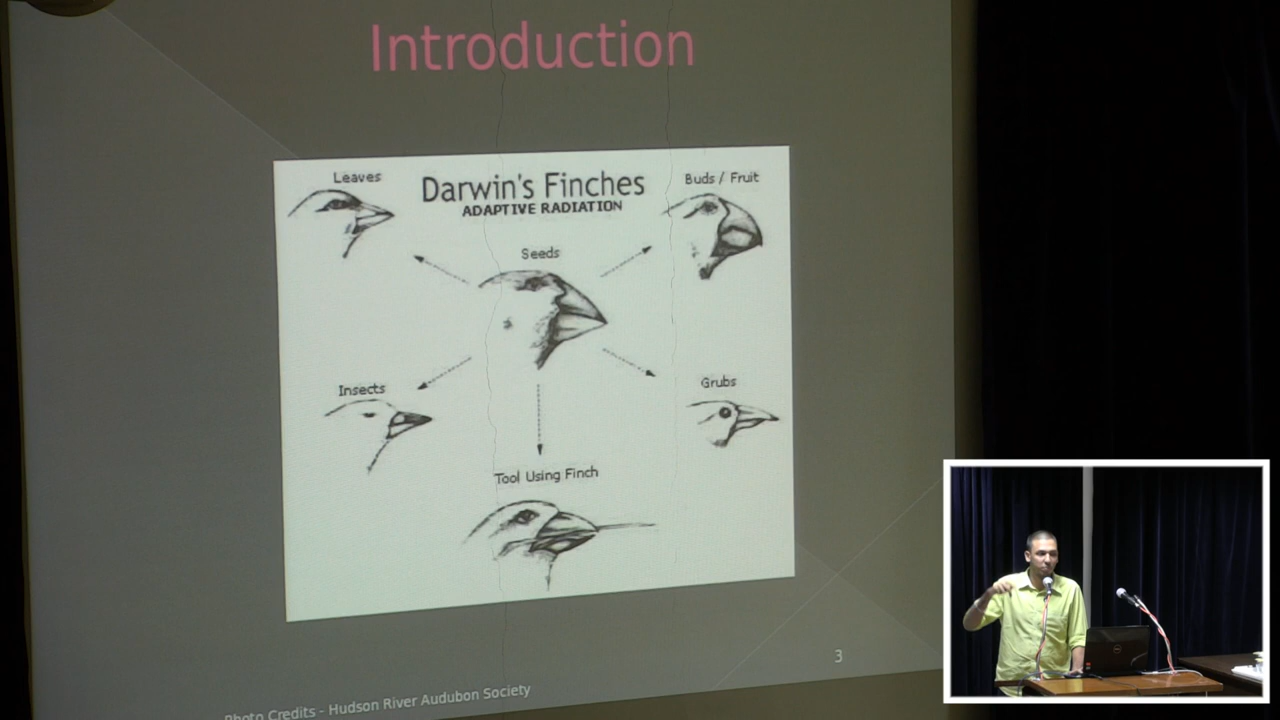 Introduction
Leaves
Darwin's Finches
Buds / Fruit
ADAPTIVE RADIATION
Seeds
Insects
Grubs
Tool Using Finch
3
Photo Credits - Hudson River Audubon Society